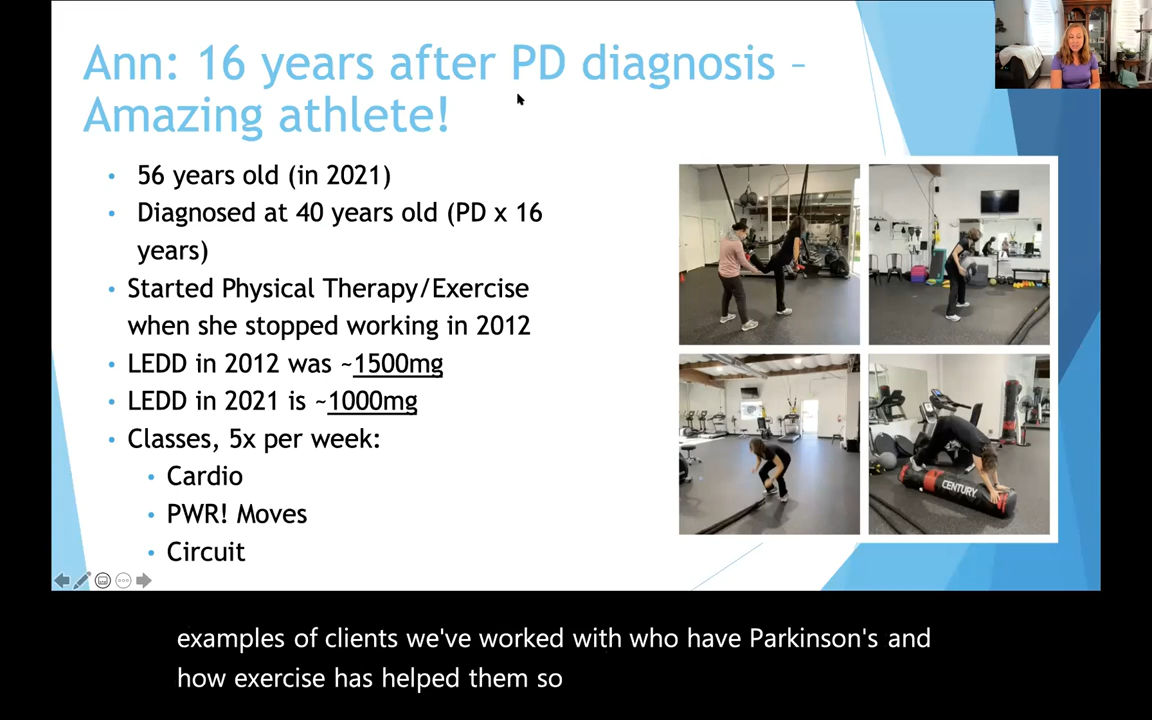 Ann: 16 years after PD diagnosis –
Amazing athlete!
• 56 years old (in 2021)
• Diagnosed at 40 years old (PD x 16
years)
• Started Physical Therapy/Exercise
when she stopped working in 2012
• LEDD in 2012 was ~1500mg
• LEDD in 2021 is ~1000mg
• Classes, 5x per week:
• Cardio
• PWR! Moves
• Circuit
CENTURY
examples of clients we've worked with who have Parkinson's and
how exercise has helped them so